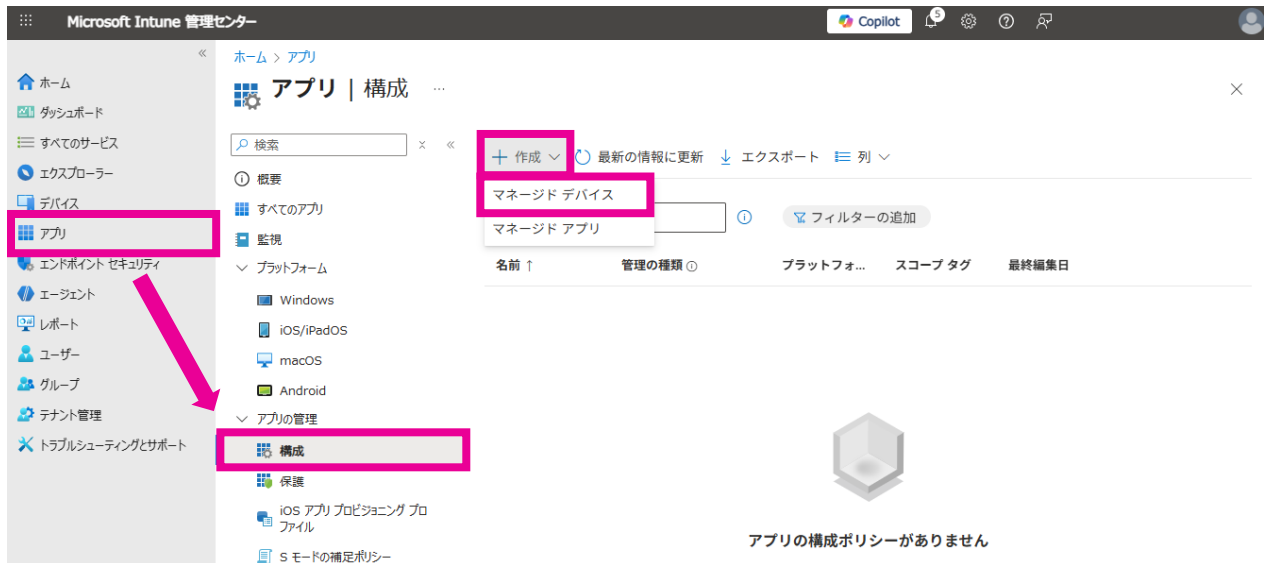 Microsoft Intune 管理センター
Copilot
5
«
ホーム
ダッシュボード
すべてのサービス
エクスプローラー
デバイス
アプリ
エンドポイント セキュリティ
エージェント
レポート
ユーザー
グループ
テナント管理
トラブルシューティングとサポート
ホーム > アプリ
アプリ | 構成 …
検索
«
概要
すべてのアプリ
監視
プラットフォーム
Windows
iOS/iPadOS
macOS
Android
アプリの管理
構成
保護
iOS アプリ プロビジョニング プロ
ファイル
S モードの補足ポリシー
+ 作成 最新の情報に更新 エクスポート 列
マネージド デバイス
マネージド アプリ
フィルターの追加
名前 ↑ 管理の種類 プラットフォ... スコープ タグ 最終編集日
アプリの構成ポリシーがありません